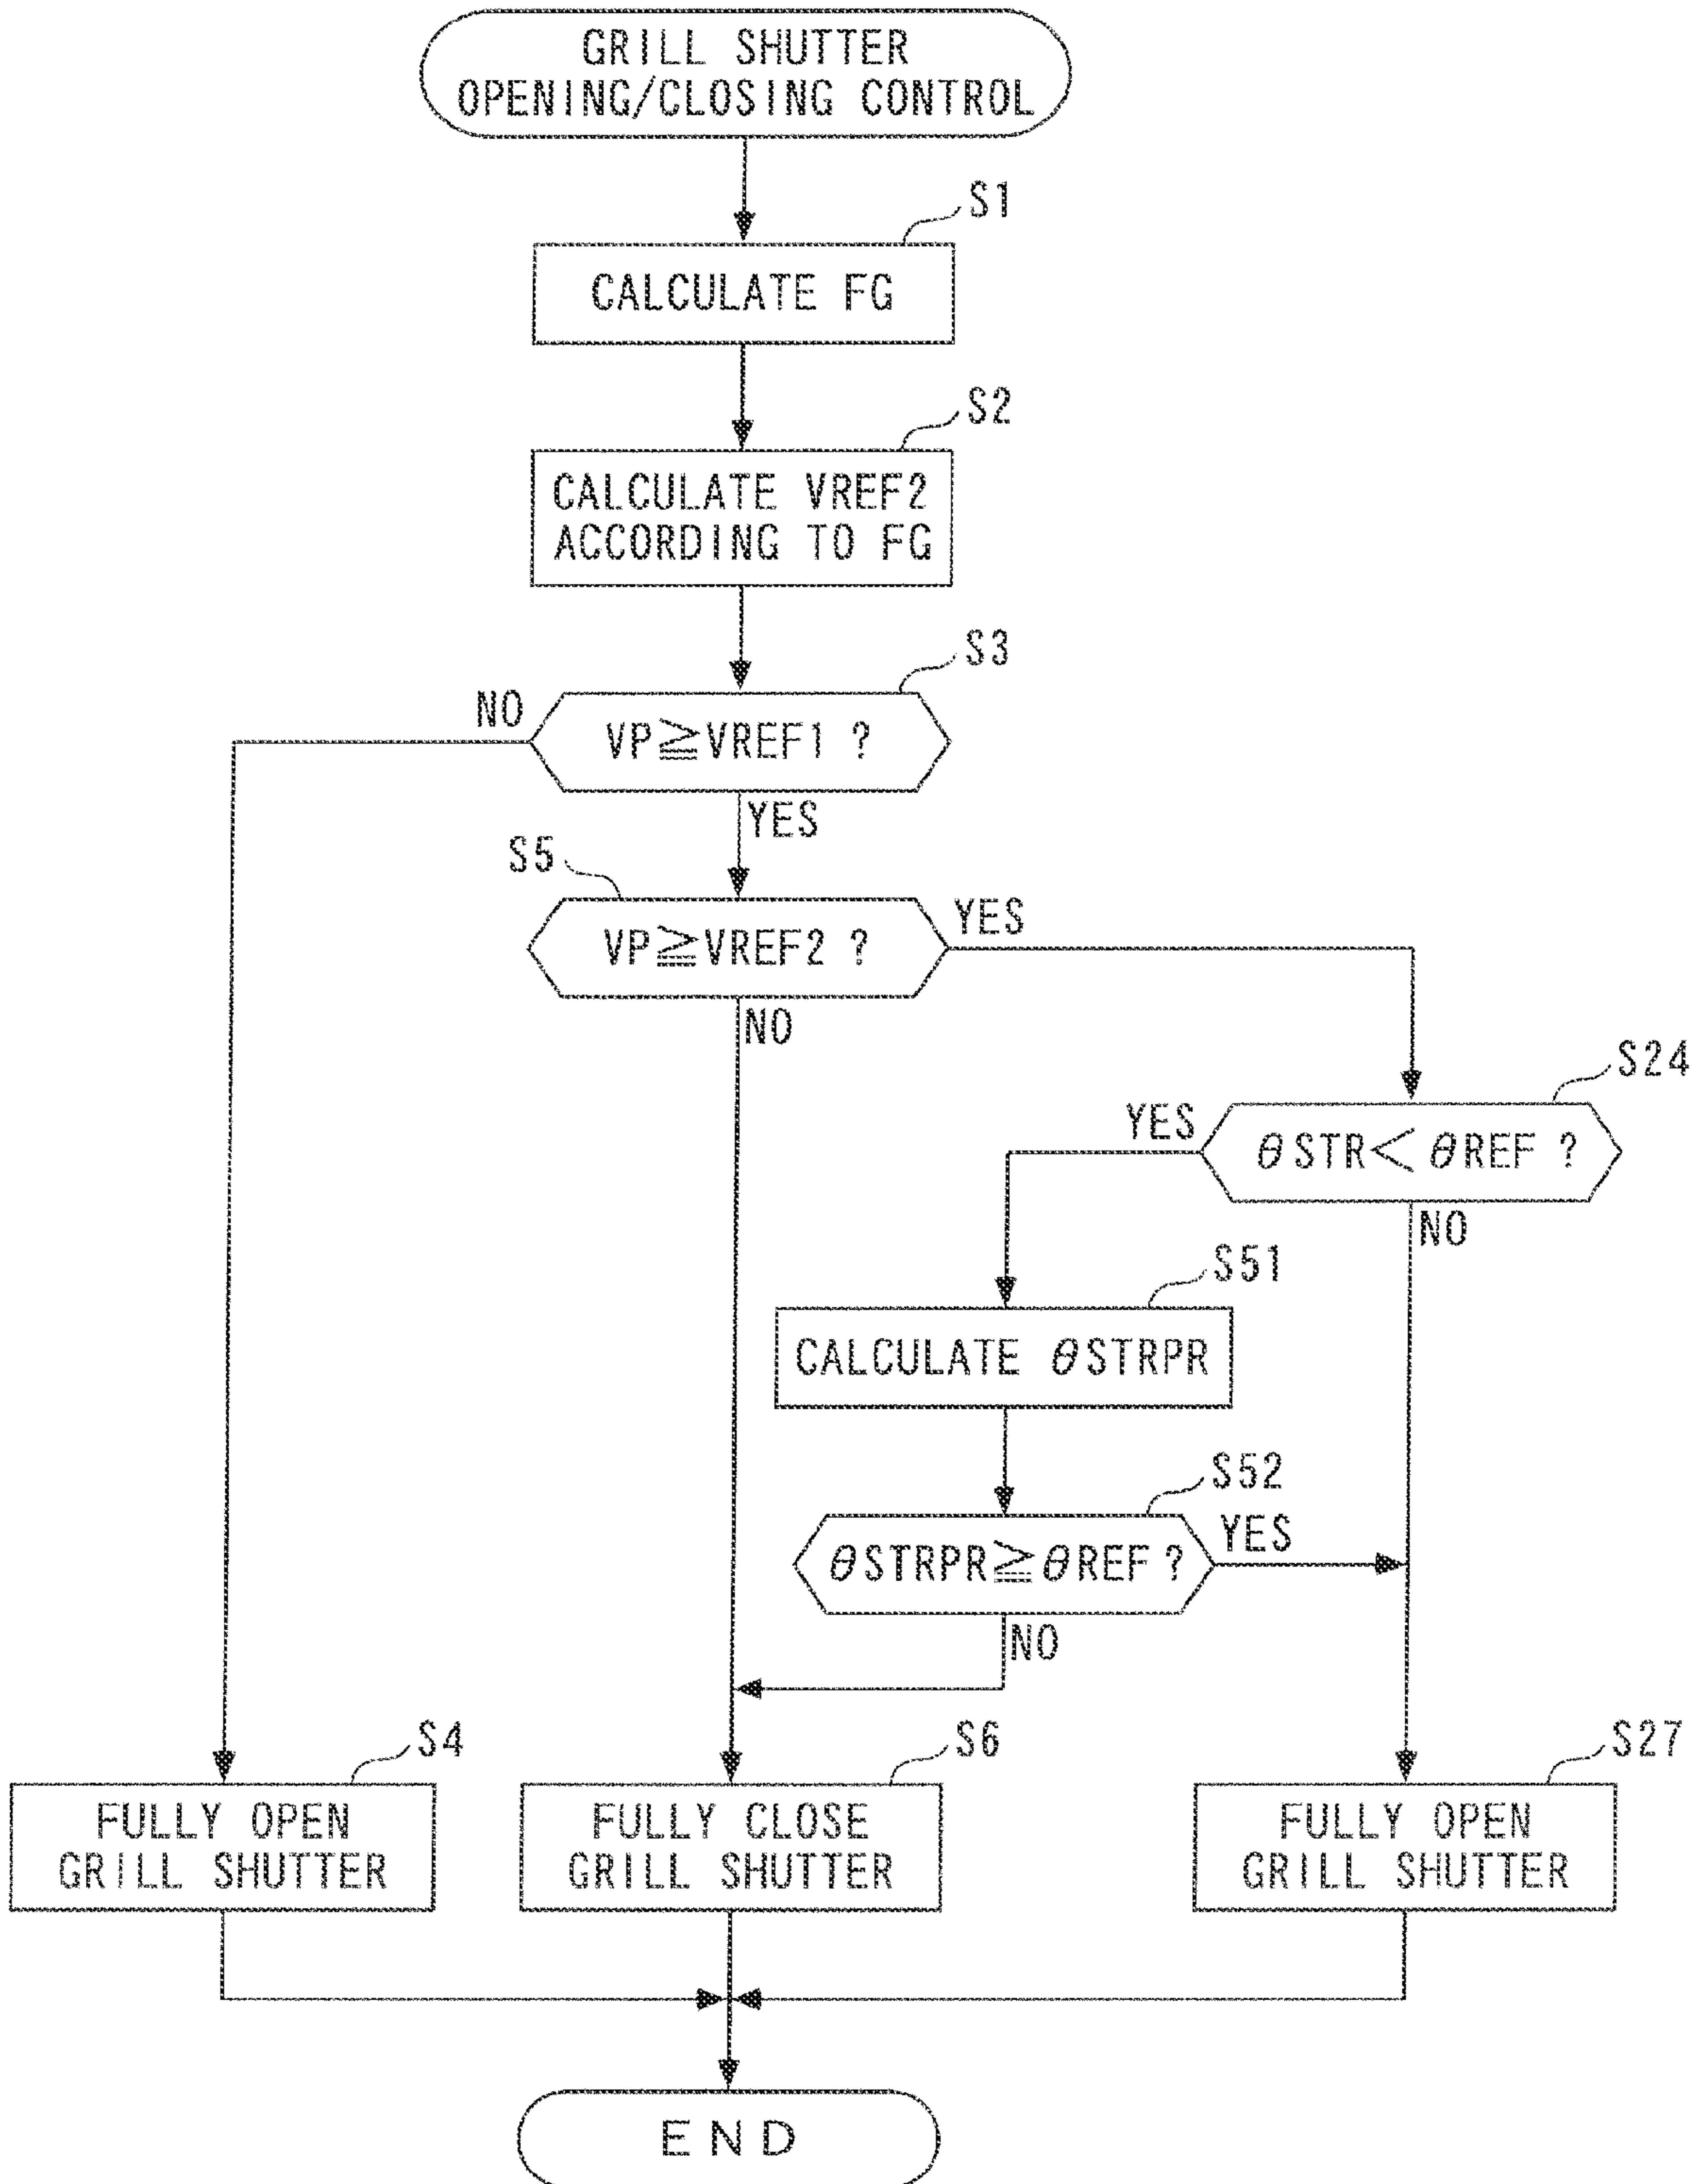 GRILL SHUTTER
OPENING/CLOSING CONTROL
S1
CALCULATE FG
S2
CALCULATE VREF2
ACCORDING TO FG
S3
NO
VP≧VREF1 ?
YES
S5
VP≧VREF2 ?
YES
NO
S24
YES
θSTR<θREF ?
NO
S51
CALCULATE θSTRPR
S52
θSTRPR≧θREF ?
YES
NO
S4
FULLY OPEN
GRILL SHUTTER
S6
FULLY CLOSE
GRILL SHUTTER
S27
FULLY OPEN
GRILL SHUTTER
END